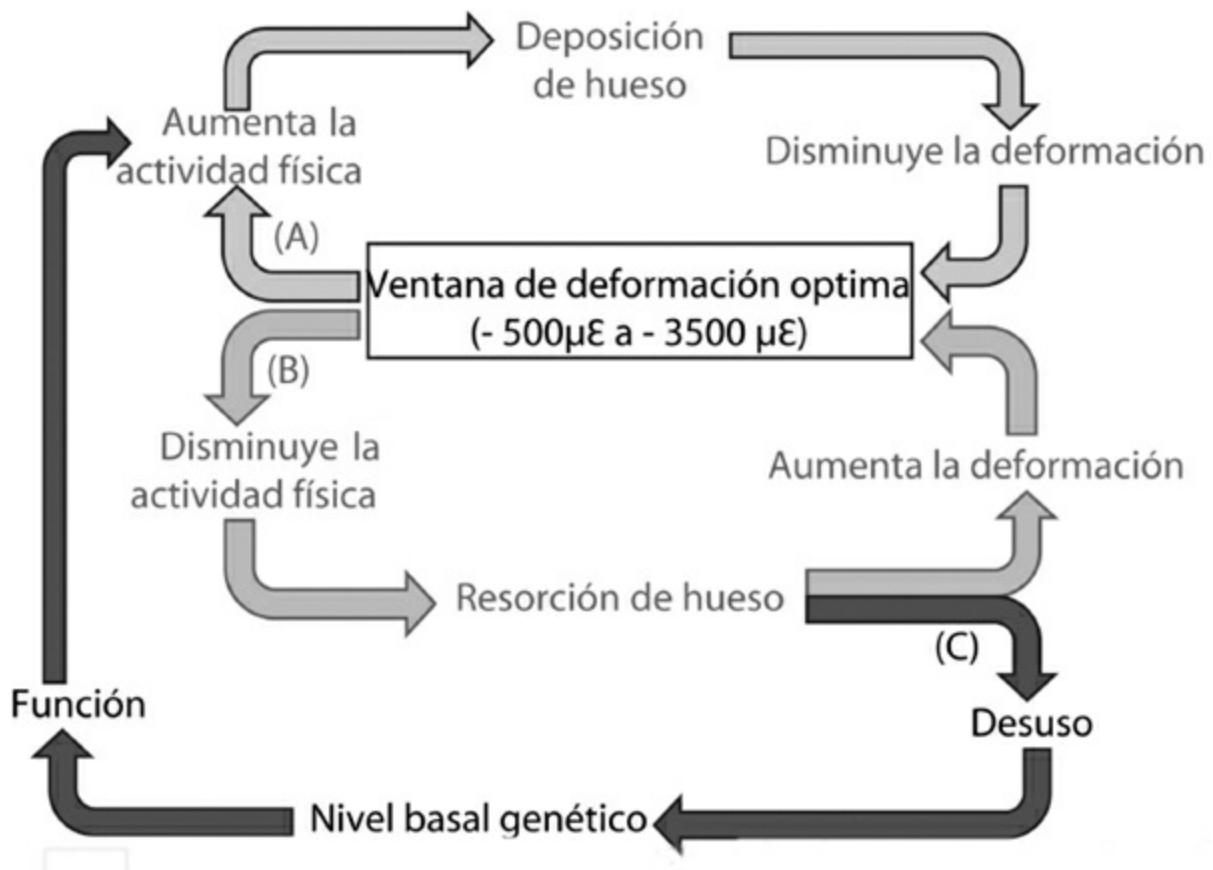 Deposición
de hueso
Aumenta la
actividad física
Disminuye la deformación
(A)
Ventana de deformación optima
(- 500µƐ a - 3500 µƐ)
(B)
Disminuye la
actividad física
Aumenta la deformación
Resorción de hueso
(C)
Función
Desuso
Nivel basal genético